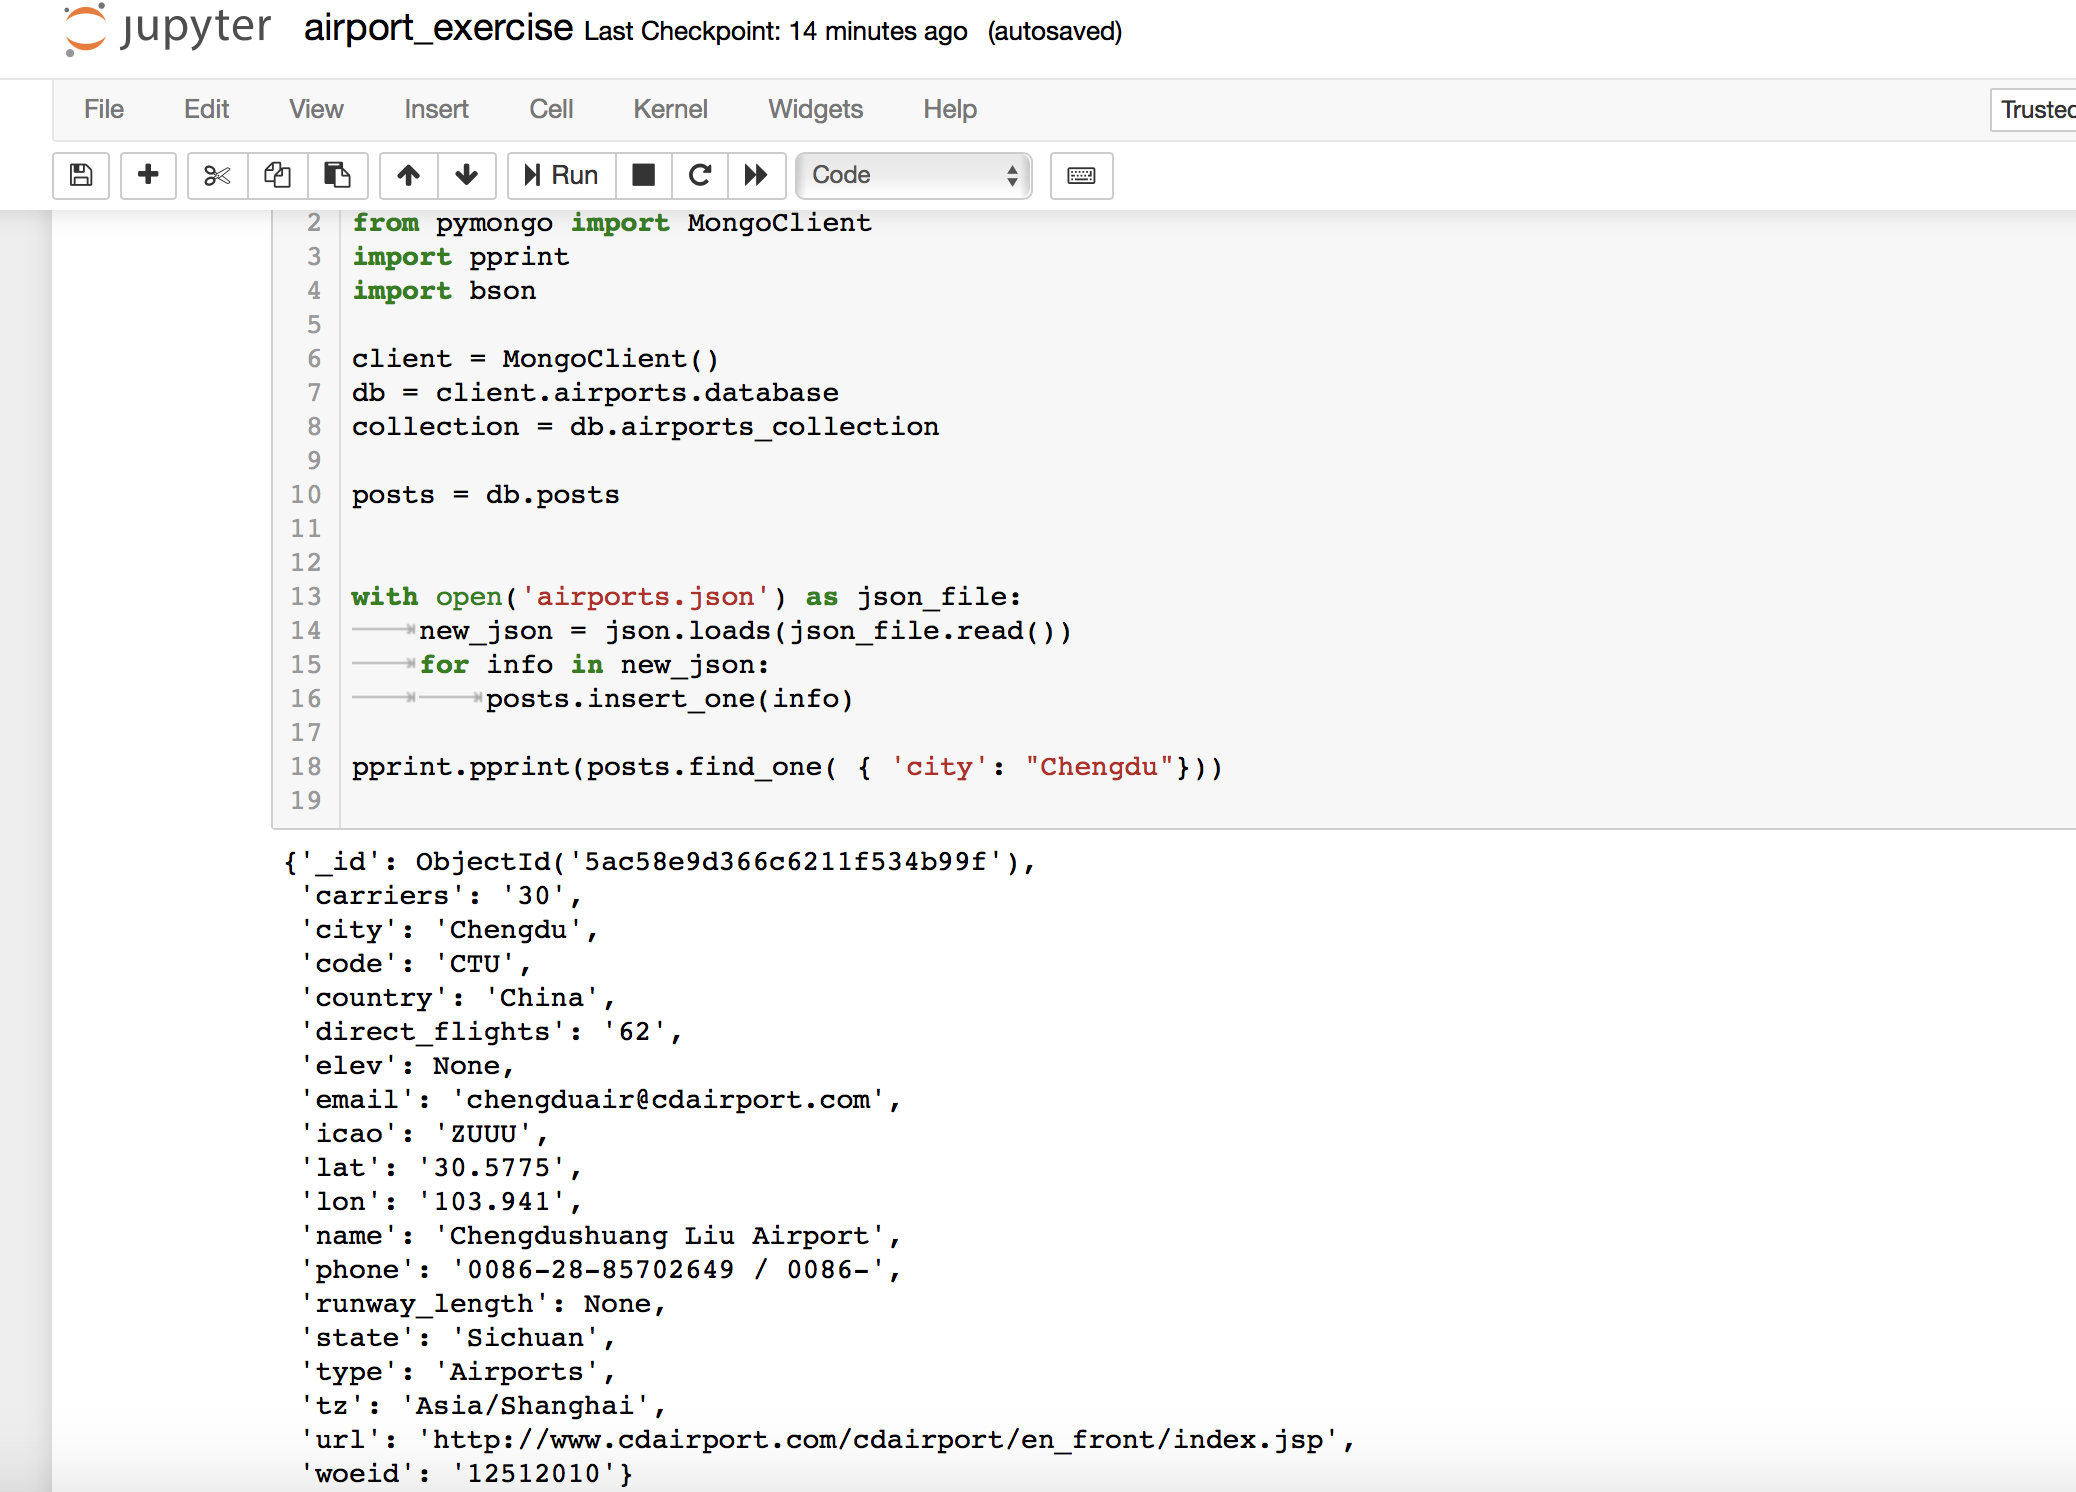 jupyter airport_exercise Last Checkpoint: 14 minutes ago (autosaved)
File Edit View Insert Cell Kernel Widgets Help Trusted
Run Code
2 from pymongo import MongoClient
3 import pprint
4 import bson
5
6 client = MongoClient()
7 db = client.airports.database
8 collection = db.airports_collection
9
10 posts = db.posts
11
12
13 with open('airports.json') as json_file:
14 new_json = json.loads(json_file.read())
15 for info in new_json:
16 posts.insert_one(info)
17
18 pprint.pprint(posts.find_one( { 'city': "Chengdu"}))
19
{'_id': ObjectId('5ac58e9d366c6211f534b99f'),
'carriers': '30',
'city': 'Chengdu',
'code': 'CTU',
'country': 'China',
'direct_flights': '62',
'elev': None,
'email': 'chengduair@cdairport.com',
'icao': 'ZUUU',
'lat': '30.5775',
'lon': '103.941',
'name': 'Chengdushuang Liu Airport',
'phone': '0086-28-85702649 / 0086-',
'runway_length': None,
'state': 'Sichuan',
'type': 'Airports',
'tz': 'Asia/Shanghai',
'url': 'http://www.cdairport.com/cdairport/en_front/index.jsp',
'woeid': '12512010'}